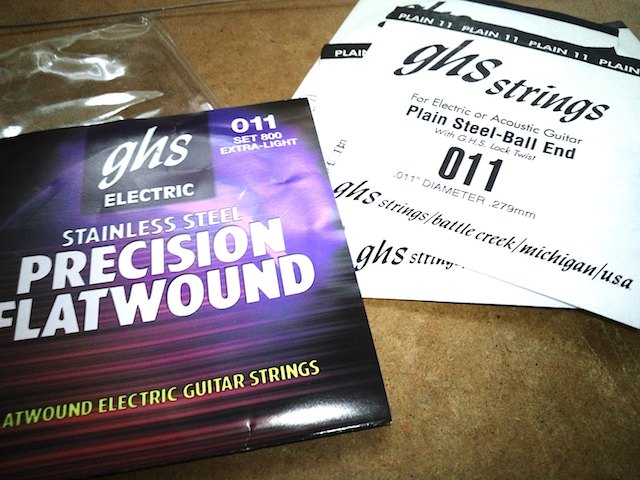 ghs
ELECTRIC
011
SET 800
EXTRA-LIGHT
STAINLESS STEEL
PRECISION
FLATWOUND
ATWOUND ELECTRIC GUITAR STRINGS
PLAIN 11 PLAIN 11 PLAIN 11 PLAIN
PLAIN
ghs strings
For Electric or Acoustic Guitar
Plain Steel-Ball End
With G.H.S. Lock Twist
011
.011" DIAMETER .279mm
ghs strings/battle creek/michigan/usa
ghs strings